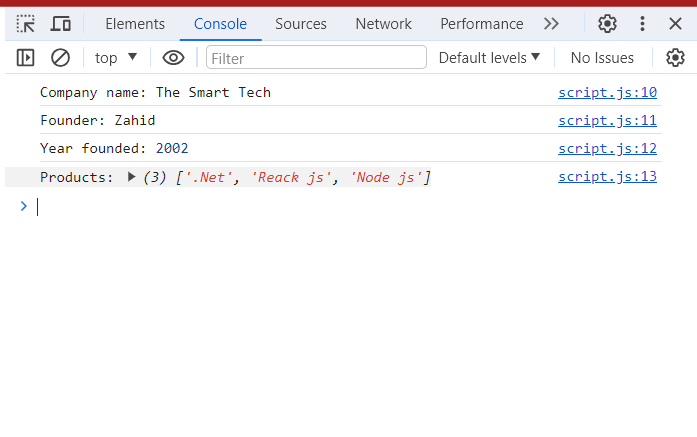 Elements Console Sources Network Performance
top Filter Default levels No Issues
Company name: The Smart Tech script.js:10
Founder: Zahid script.js:11
Year founded: 2002 script.js:12
Products: (3) ['.Net', 'Reack js', 'Node js'] script.js:13